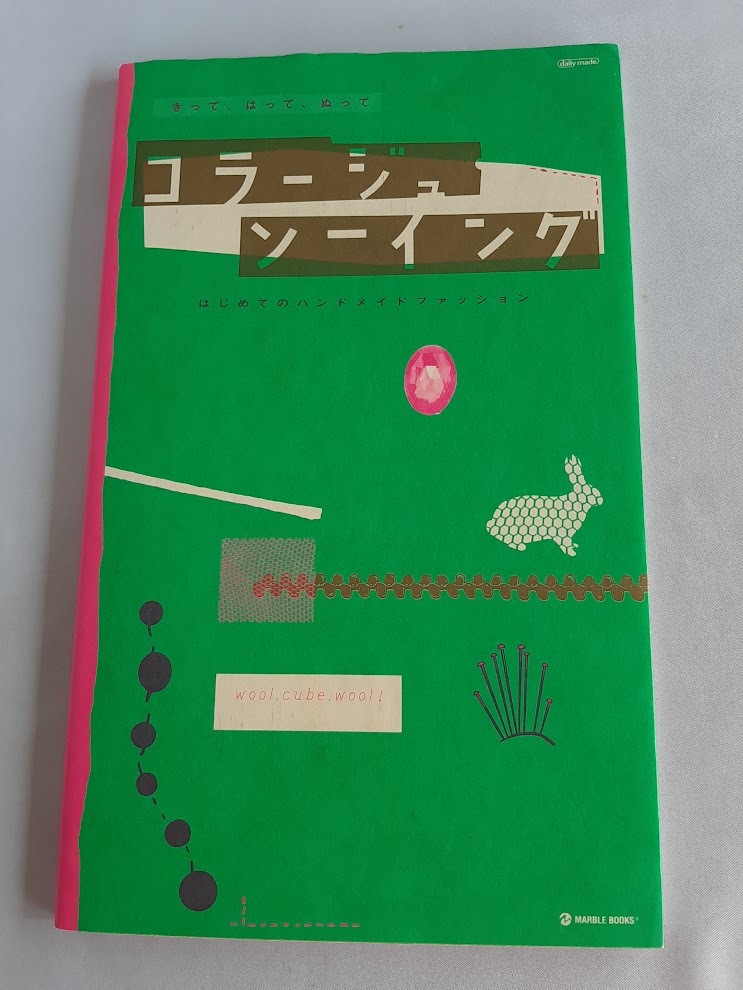 daily made
きって、はって、ぬって
コラージュ
ソーイング
はじめてのハンドメイドファッション
wool.cube.wool!
MARBLE BOOKS